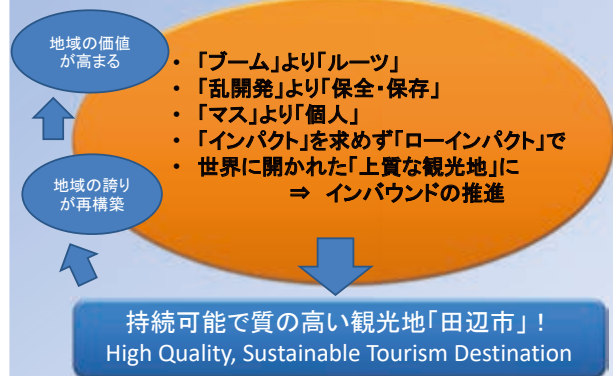 地域の価値
が高まる
・ 「ブーム」より「ルーツ」
・ 「乱開発」より「保全・保存」
・ 「マス」より「個人」
・ 「インパクト」を求めず「ローインパクト」で
・ 世界に開かれた「上質な観光地」に
⇒ インバウンドの推進
地域の誇り
が再構築
持続可能で質の高い観光地「田辺市」！
High Quality, Sustainable Tourism Destination